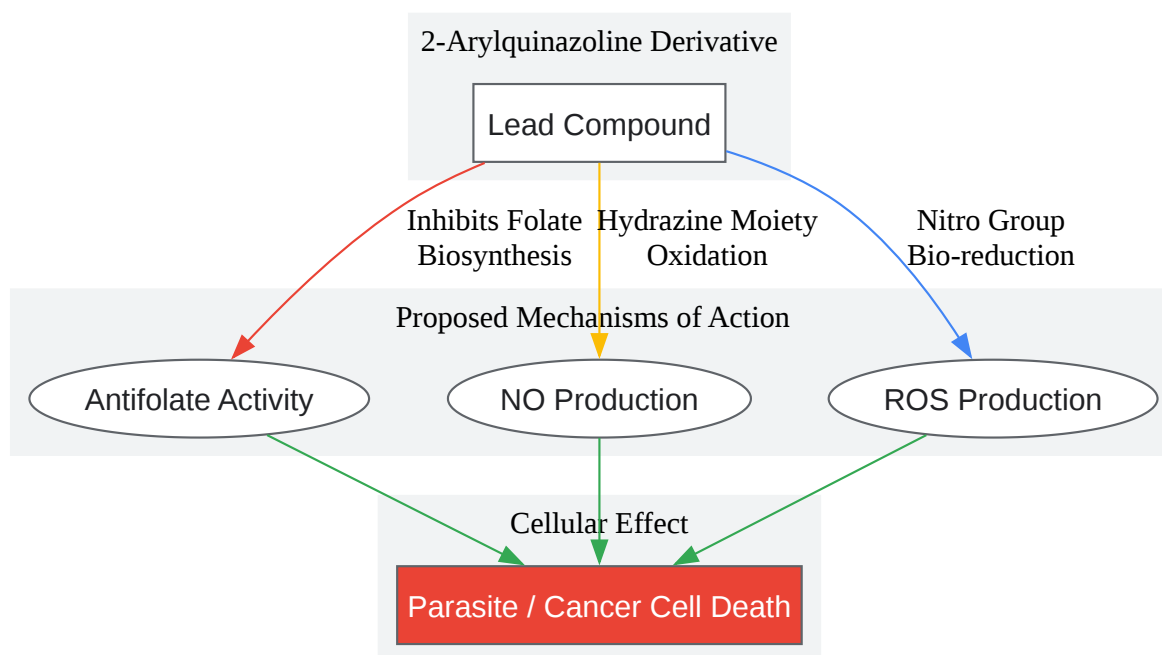 2-Arylquinazoline Derivative
Lead Compound
Inhibits Folate
Biosynthesis
Hydrazine Moiety
Oxidation
Nitro Group
Bio-reduction
Proposed Mechanisms of Action
Antifolate Activity
NO Production
ROS Production
Cellular Effect
Parasite / Cancer Cell Death